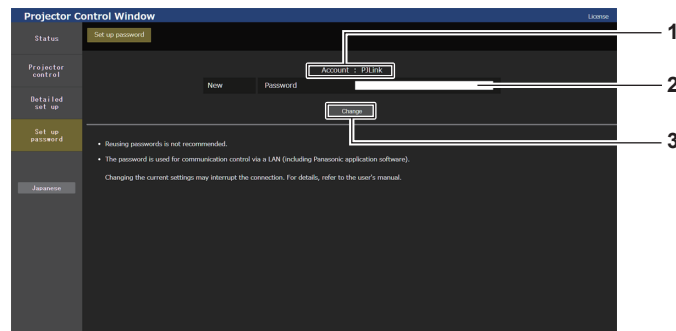 Projector Control Window
License
Status
Set up password
1
Projector
control
Account : PJLink
New Password
2
Detailed
set up
Change
Set up
password
3
• Reusing passwords is not recommended.
• The password is used for communication control via a LAN (including Panasonic application software).
Changing the current settings may interrupt the connection. For details, refer to the user's manual.
Japanese